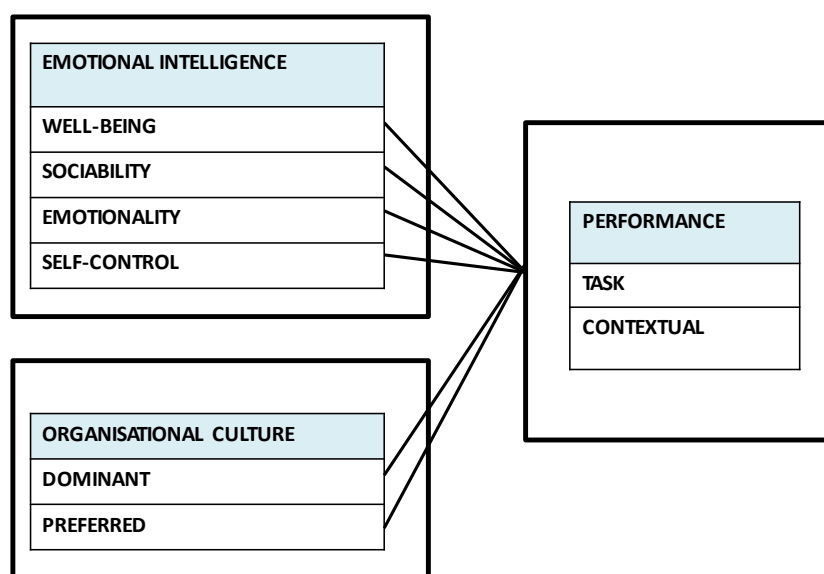 EMOTIONAL INTELLIGENCE
WELL-BEING
SOCIABILITY
EMOTIONALITY
SELF-CONTROL
PERFORMANCE
TASK
CONTEXTUAL
ORGANISATIONAL CULTURE
DOMINANT
PREFERRED